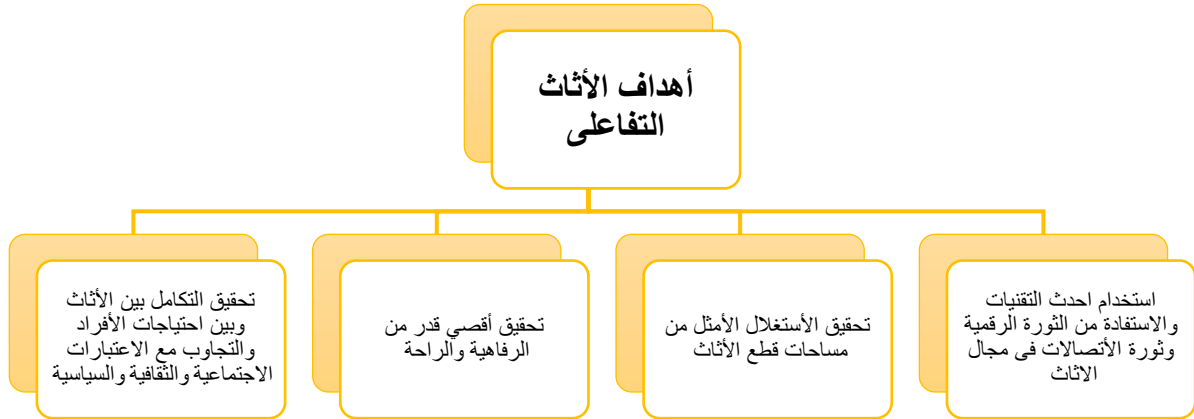 أهداف الأثاث
التفاعلى
استخدام احدث التقنيات
والاستفادة من الثورة الرقمية
وثورة الأتصالات فى مجال
الاثاث
تحقيق الأستغلال الأمثل من
مساحات قطع الأثاث
تحقيق أقصي قدر من
الرفاهية والراحة
تحقيق التكامل بين الأثاث
وبين احتياجات الأفراد
والتجاوب مع الاعتبارات
الاجتماعية والثقافية والسياسية